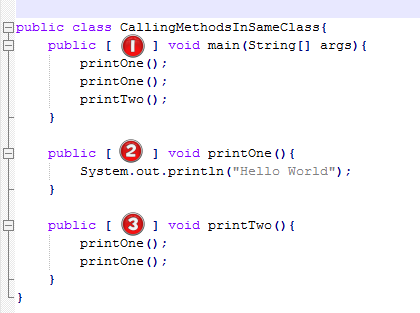 public class CallingMethodsInSameClass{
public [ 1 ] void main(String[] args){
printOne();
printOne();
printTwo();
}
public [ 2 ] void printOne(){
System.out.println("Hello World");
}
public [ 3 ] void printTwo(){
printOne();
printOne();
}
}